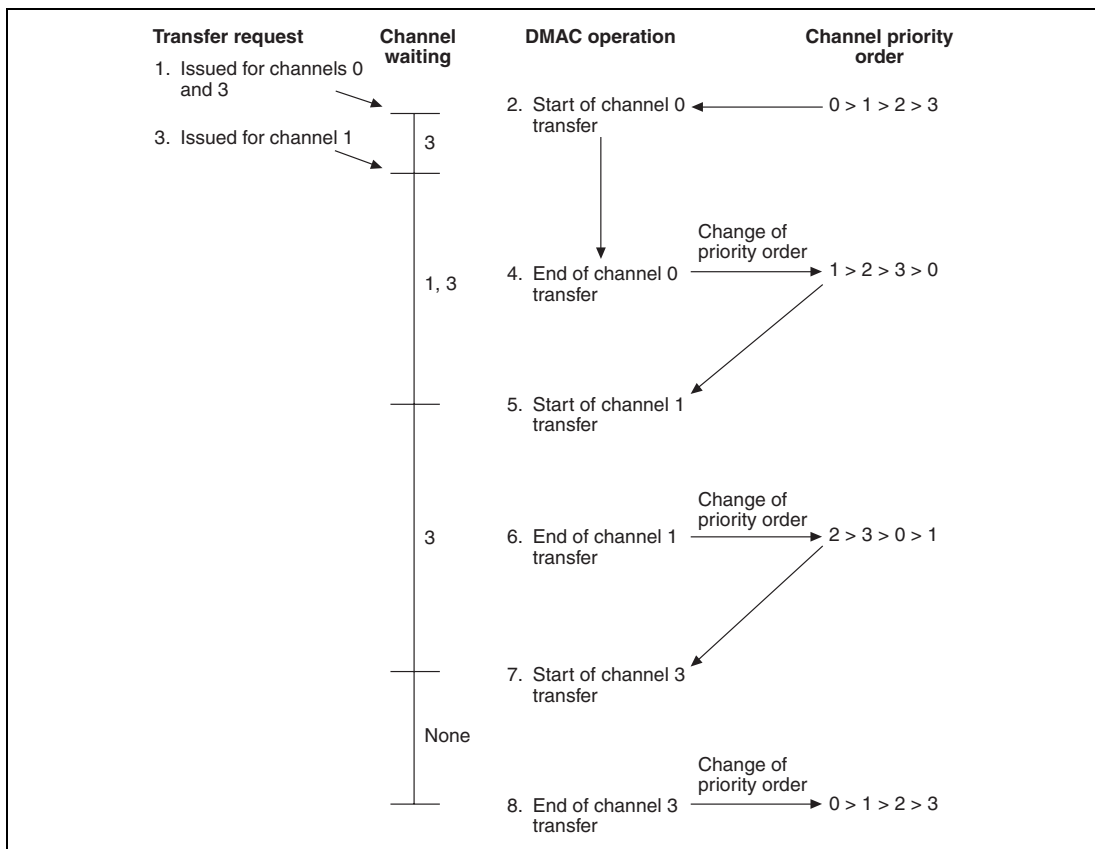 Transfer request
Channel
waiting
DMAC operation
Channel priority
order
1. Issued for channels 0
and 3
2. Start of channel 0
transfer
0 > 1 > 2 > 3
3. Issued for channel 1
3
Change of
priority order
1, 3
4. End of channel 0
transfer
1 > 2 > 3 > 0
5. Start of channel 1
transfer
Change of
priority order
3
6. End of channel 1
transfer
2 > 3 > 0 > 1
7. Start of channel 3
transfer
None
Change of
priority order
8. End of channel 3
transfer
0 > 1 > 2 > 3